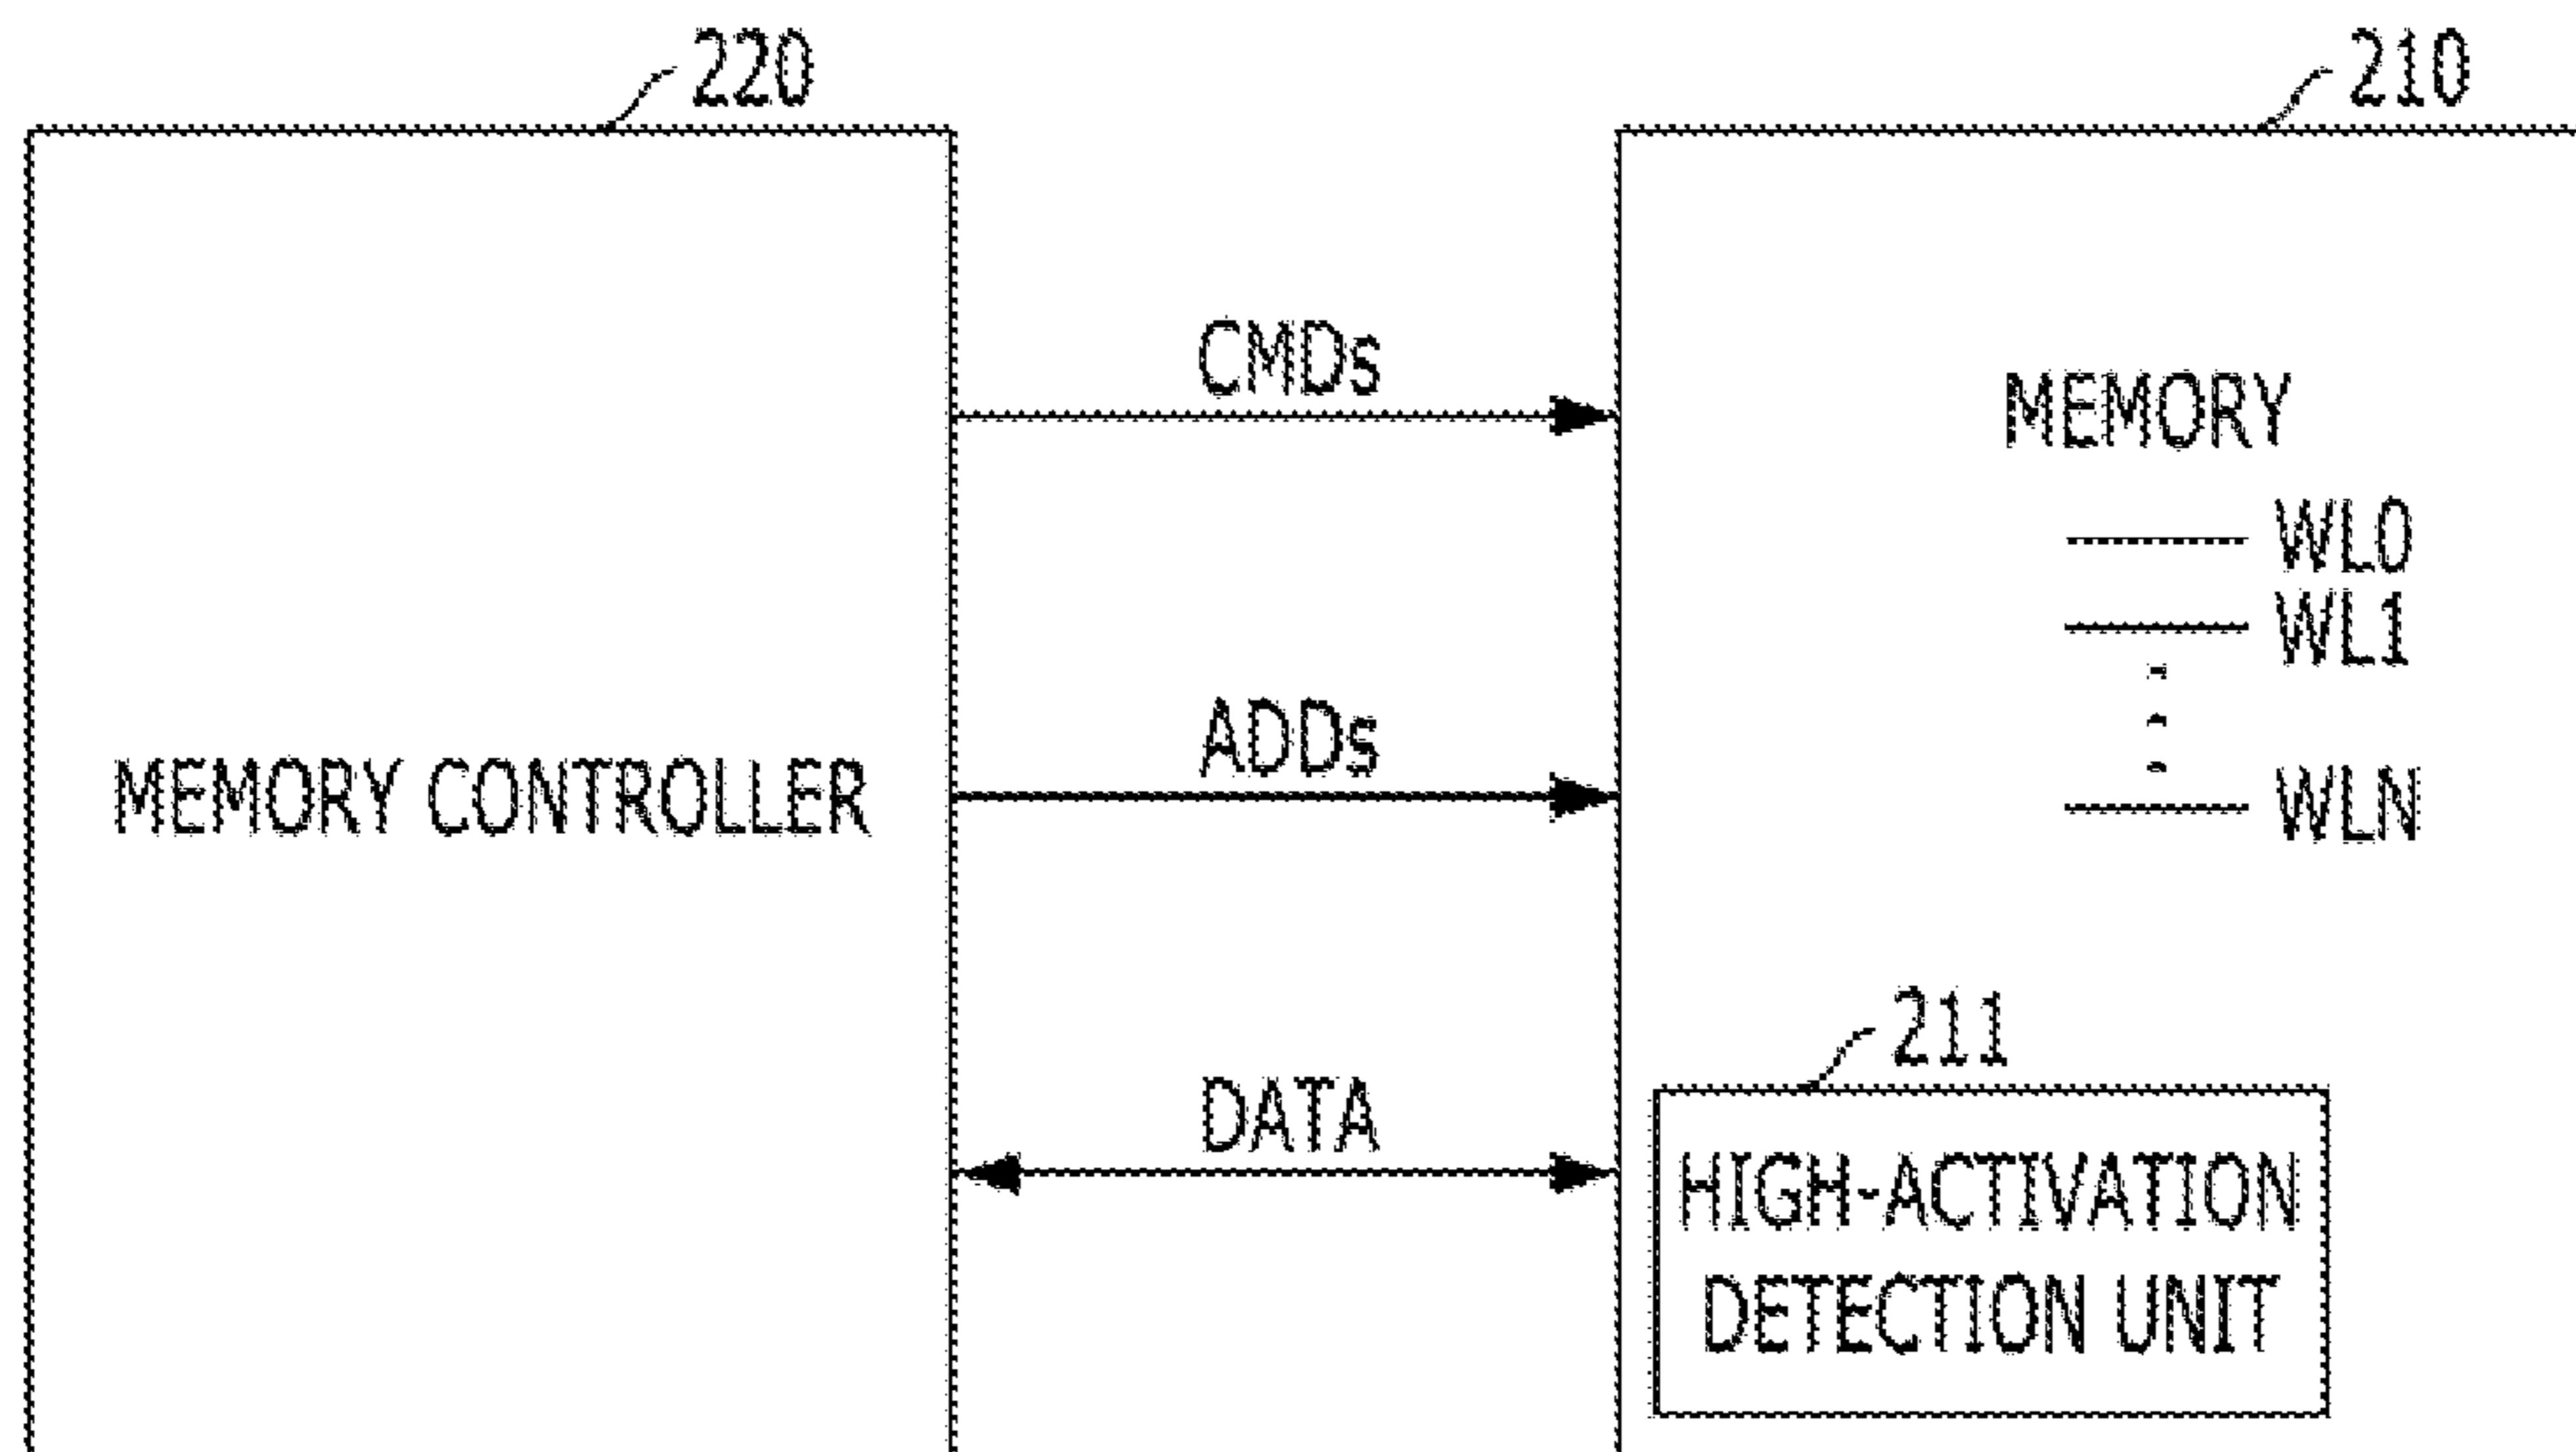 220
210
CMDs
MEMORY
WL0
WL1
ADDs
MEMORY CONTROLLER
WLN
211
DATA
HIGH-ACTIVATION
DETECTION UNIT